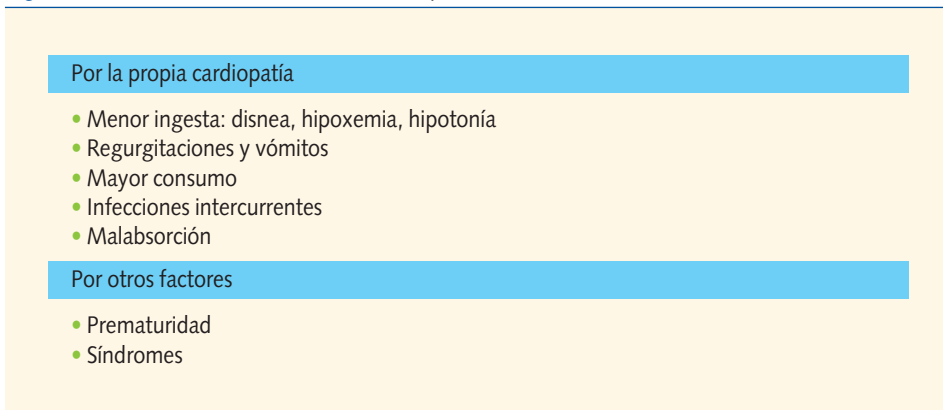 Por la propia cardiopatía
• Menor ingesta: disnea, hipoxemia, hipotonía
• Regurgitaciones y vómitos
• Mayor consumo
• Infecciones intercurrentes
• Malabsorción
Por otros factores
• Prematuridad
• Síndromes